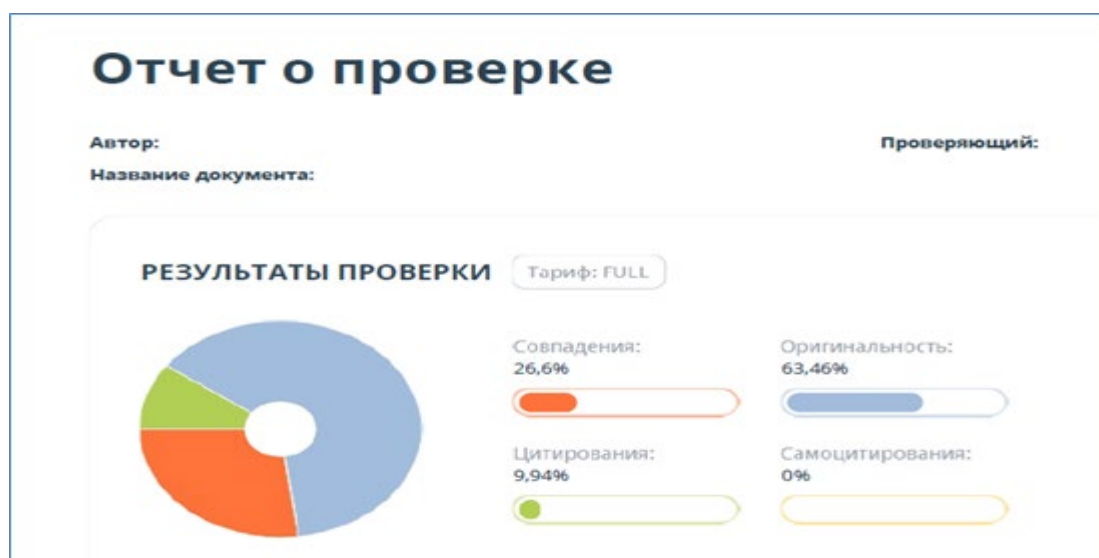 Отчет о проверке
Автор:
Проверяющий:
Название документа:
РЕЗУЛЬТАТЫ ПРОВЕРКИ
Тариф: FULL
Совпадения:
26,6%
Оригинальность:
63,46%
Цитирования:
9,94%
Самоцитирования:
0%